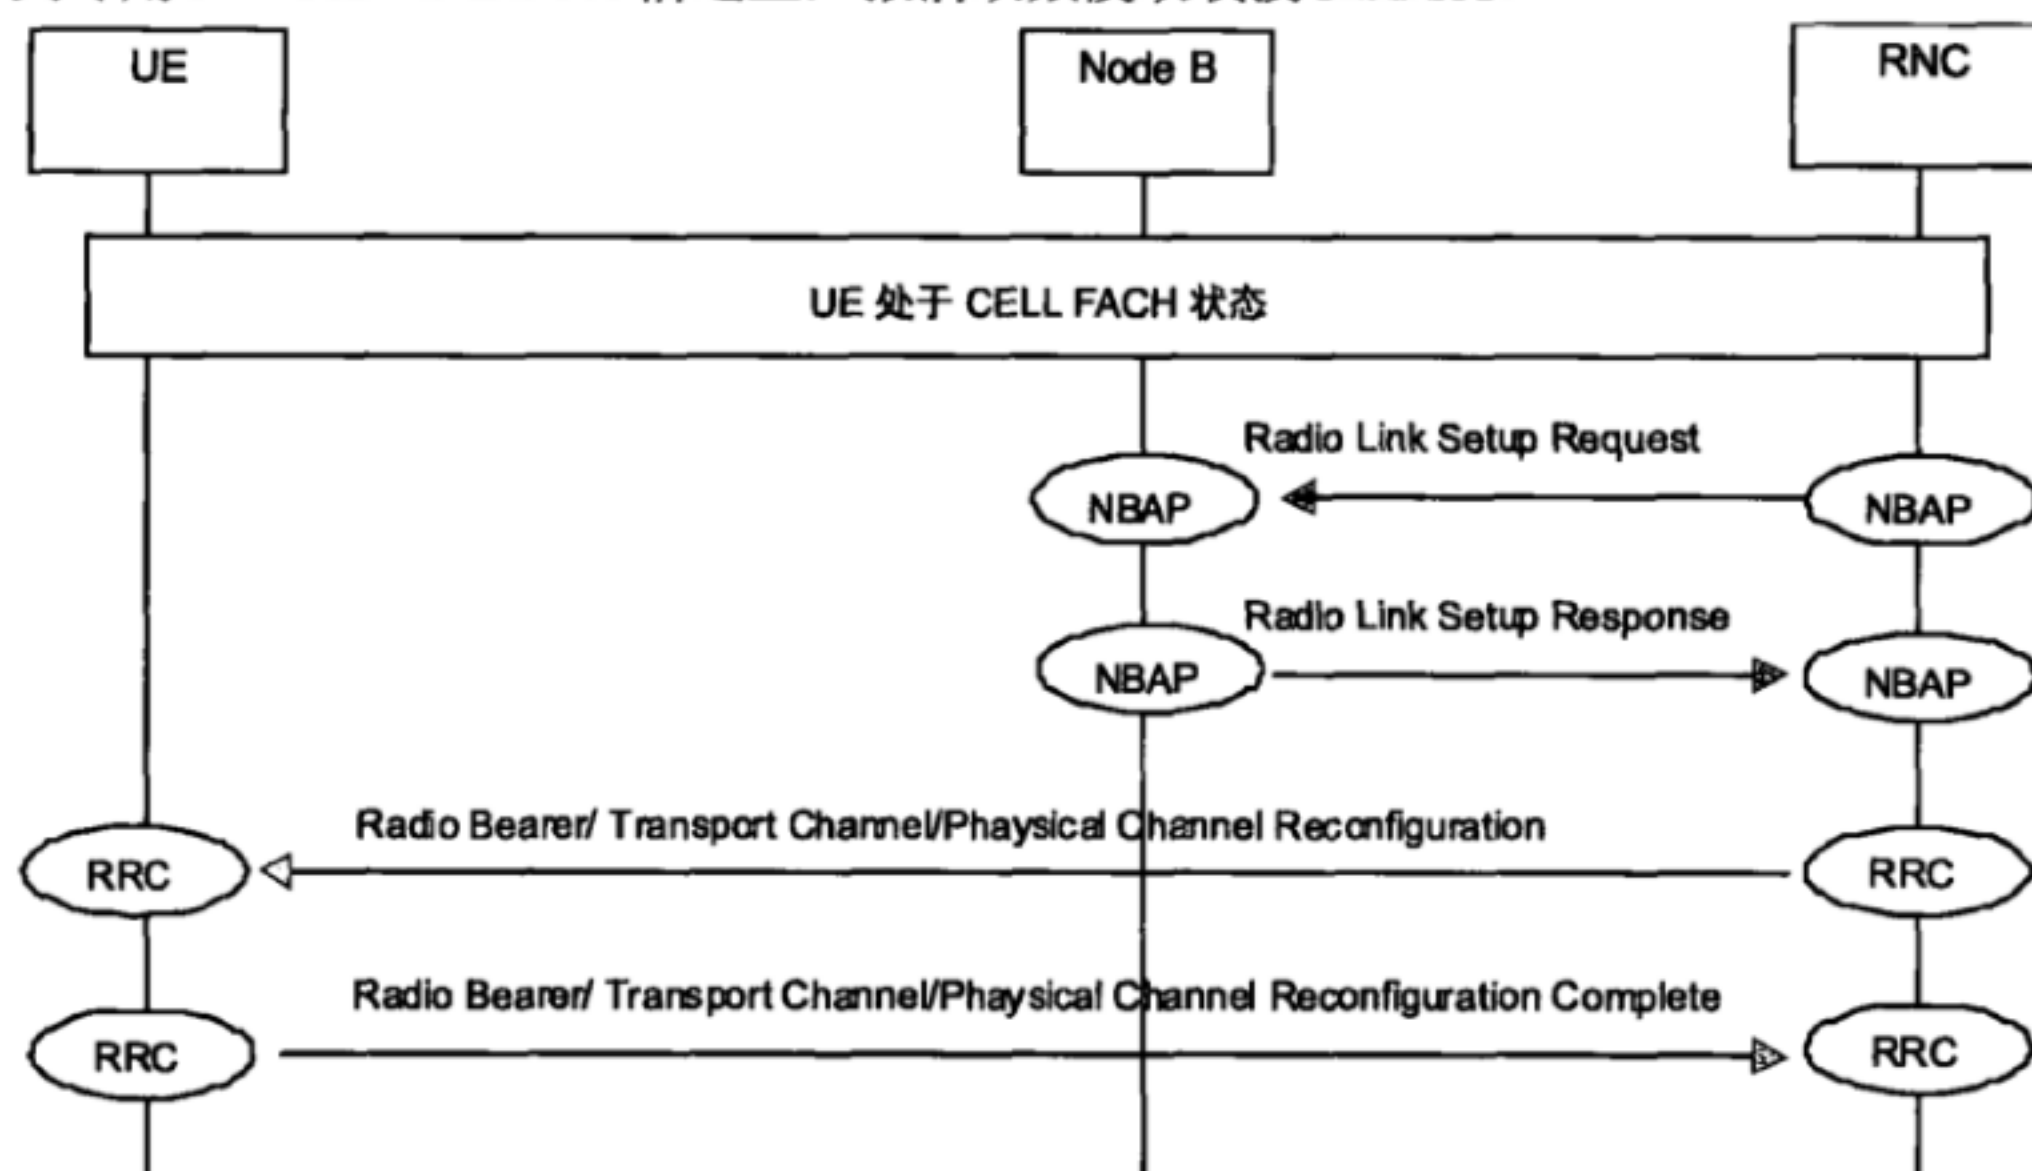 UE
Node B
RNC
UE 处于 CELL FACH 状态
Radio Link Setup Request
NBAP
NBAP
Radio Link Setup Response
NBAP
NBAP
Radio Bearer/ Transport Channel/Phaysical Channel Reconfiguration
RRC
RRC
Radio Bearer/ Transport Channel/Phaysical Channel Reconfiguration Complete
RRC
RRC